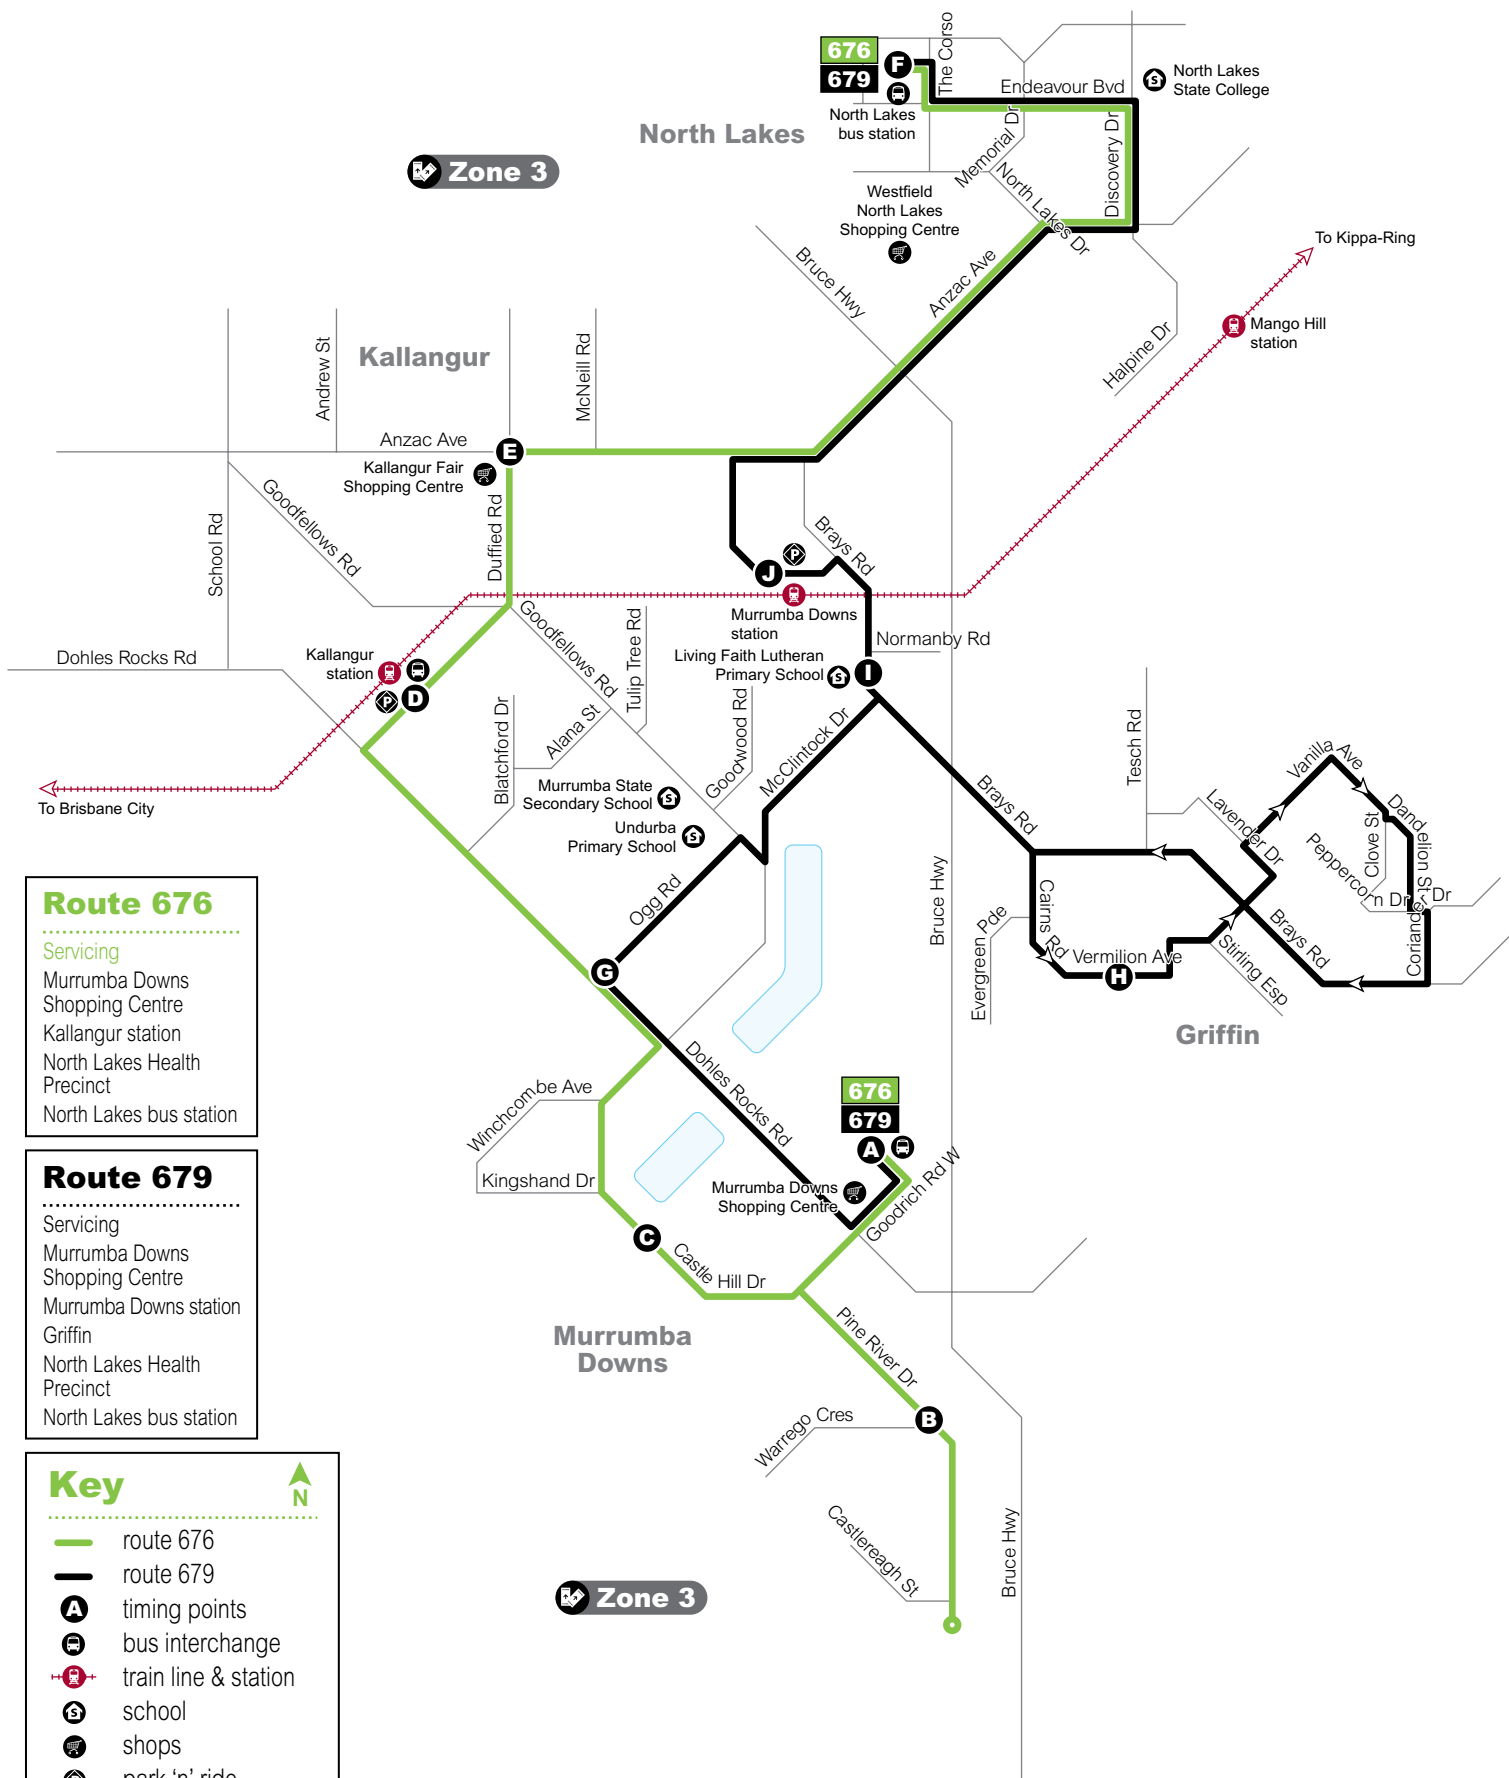 676
679
F
The Corso
North Lakes
bus station
Endeavour Bvd
North Lakes
State College
North Lakes
Zone 3
Memorial Dr
Discovery Dr
North Lakes Dr
Westfield
North Lakes
Shopping Centre
Bruce Hwy
Anzac Ave
To Kippa-Ring
Mango Hill
station
Halpine Dr
Kallangur
Andrew St
McNeill Rd
Anzac Ave
E
Kallangur Fair
Shopping Centre
Goodfellows Rd
School Rd
Duffied Rd
Brays Rd
P
J
Murrumba Downs
station
Normanby Rd
Dohles Rocks Rd
Kallangur
station
P
D
Goodfellows Rd
Tulip Tree Rd
Living Faith Lutheran
Primary School
S
I
Blatchford Dr
Alana St
Goodwood Rd
McClintock Dr
Murrumba State
Secondary School
S
Undurba
Primary School
S
To Brisbane City
Tesch Rd
Brays Rd
Vanilla Ave
Lavender Dr
Clove St
Dandelion St
Peppercorn Dr
Coriander Dr
Brays Rd
Cairns Rd
Evergreen Pde
Vermilion Ave
H
Stirling Esp
Griffin
Bruce Hwy
Ogg Rd
G
Dohles Rocks Rd
Winchcombe Ave
Kingshand Dr
676
679
A
Murrumba Downs
Shopping Centre
Goodrich Rd W
C
Castle Hill Dr
Murrumba
Downs
Pine River Dr
B
Warrego Cres
Castlereagh St
Bruce Hwy
Zone 3
Route 676
Servicing
Murrumba Downs
Shopping Centre
Kallangur station
North Lakes Health
Precinct
North Lakes bus station
Route 679
Servicing
Murrumba Downs
Shopping Centre
Murrumba Downs station
Griffin
North Lakes Health
Precinct
North Lakes bus station
Key
N
route 676
route 679
A timing points
bus interchange
train line & station
S school
shops
park 'n' ride